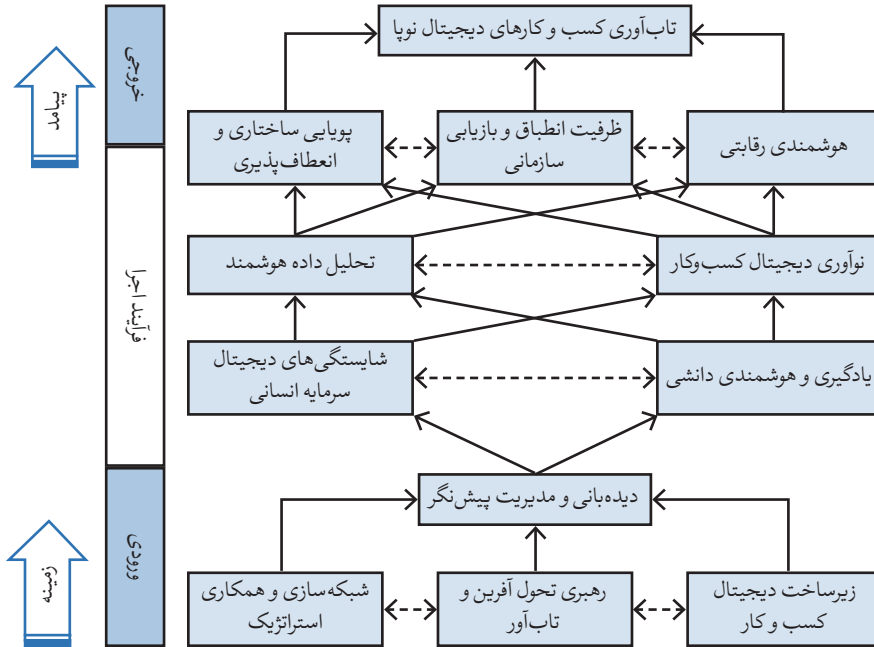 تاب‌آوری کسب و کارهای دیجیتال نوپا
هوشمندی رقابتی
ظرفیت انطباق و بازیابی
سازمانی
پویایی ساختاری و
انعطاف‌پذیری
نوآوری دیجیتال کسب‌وکار
تحلیل داده هوشمند
یادگیری و هوشمندی دانشی
شایستگی‌های دیجیتال
سرمایه انسانی
دیده‌بانی و مدیریت پیش‌نگر
زیرساخت دیجیتال
کسب و کار
رهبری تحول آفرین و
تاب‌آور
شبکه‌سازی و همکاری
استراتژیک
خروجی
فرآیند اجرا
ورودی
پیامد
زمینه